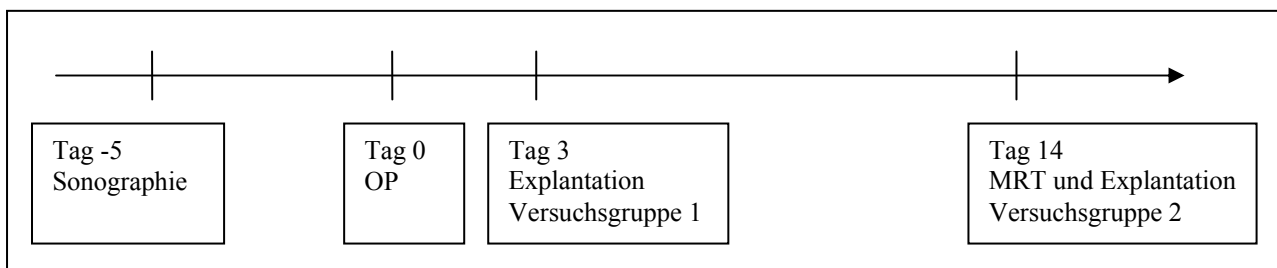 Tag -5
Sonographie
Tag 0
OP
Tag 3
Explantation
Versuchsgruppe 1
Tag 14
MRT und Explantation
Versuchsgruppe 2